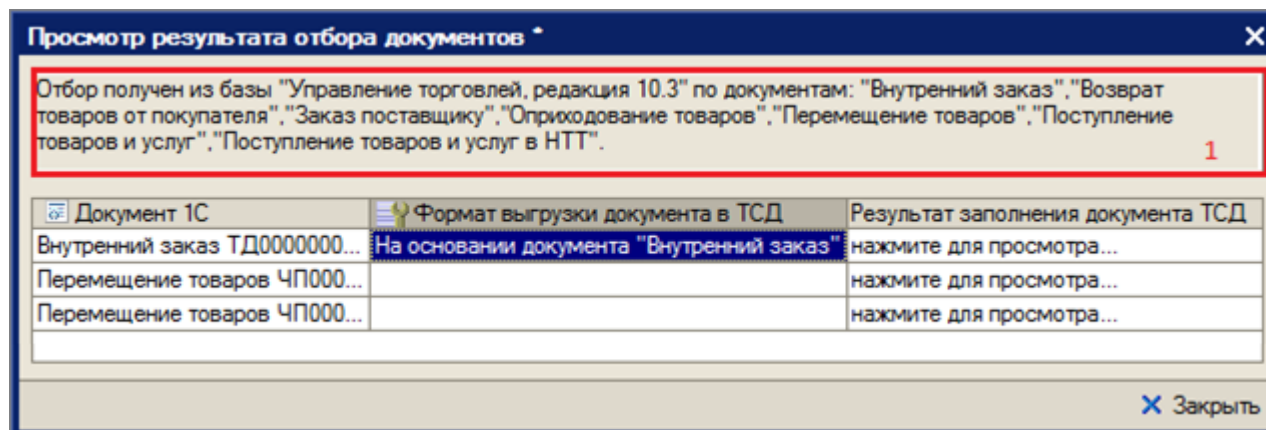 Просмотр результата отбора документов *
Отбор получен из базы "Управление торговлей, редакция 10.3" по документам: "Внутренний заказ","Возврат
товаров от покупателя","Заказ поставщику","Оприходование товаров","Перемещение товаров","Поступление
товаров и услуг","Поступление товаров и услуг в НТТ".
1
Документ 1С Формат выгрузки документа в ТСД Результат заполнения документа ТСД
Внутренний заказ ТД0000000... На основании документа "Внутренний заказ" нажмите для просмотра...
Перемещение товаров ЧП000... нажмите для просмотра...
Перемещение товаров ЧП000... нажмите для просмотра...
Закрыть